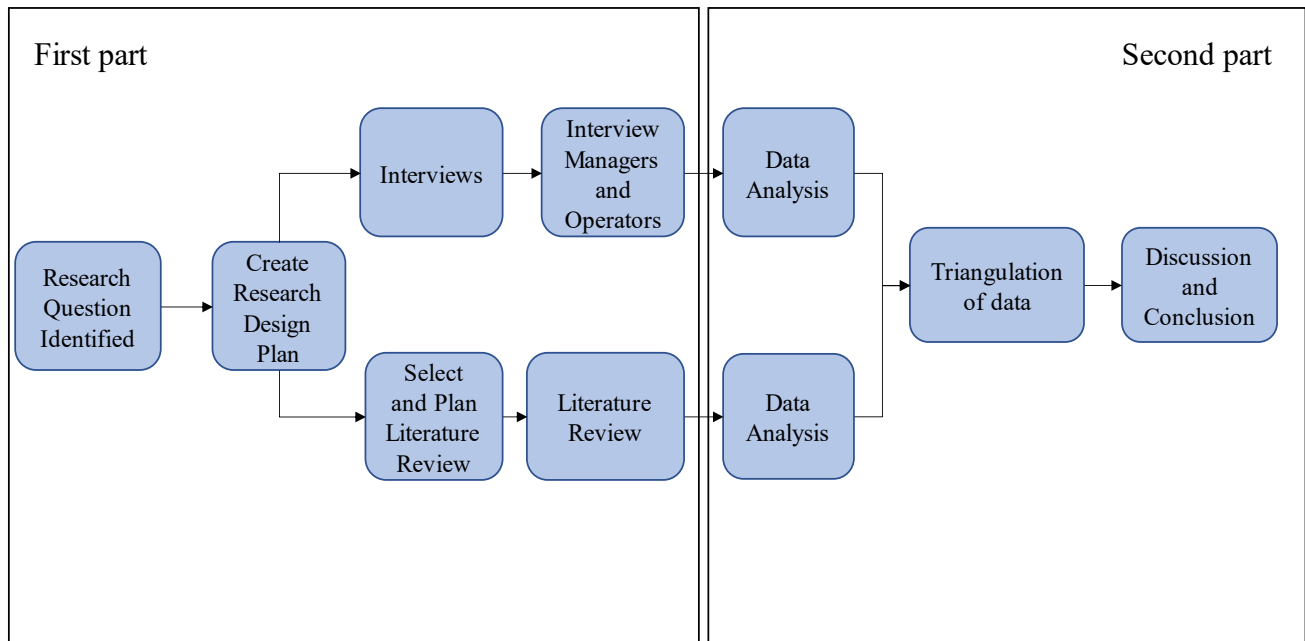 First part
Second part
Interviews
Interview
Managers
and
Operators
Data
Analysis
Research
Question
Identified
Create
Research
Design
Plan
Triangulation
of data
Discussion
and
Conclusion
Select
and Plan
Literature
Review
Literature
Review
Data
Analysis